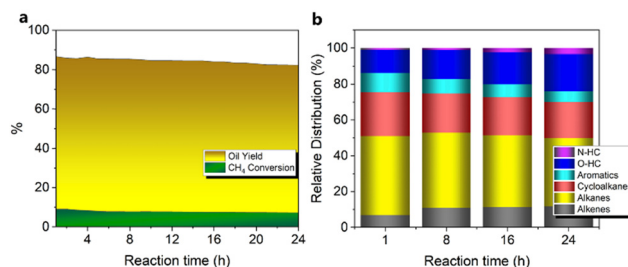 a
100
80
60
40
20
0
%
Oil Yield
CH4 Conversion
4
8
12
16
20
24
Reaction time (h)
b
100
80
60
40
20
0
Relative Distribution (%)
N-HC
O-HC
Aromatics
Cycloalkane
Alkanes
Alkenes
1
8
16
24
Reaction time (h)